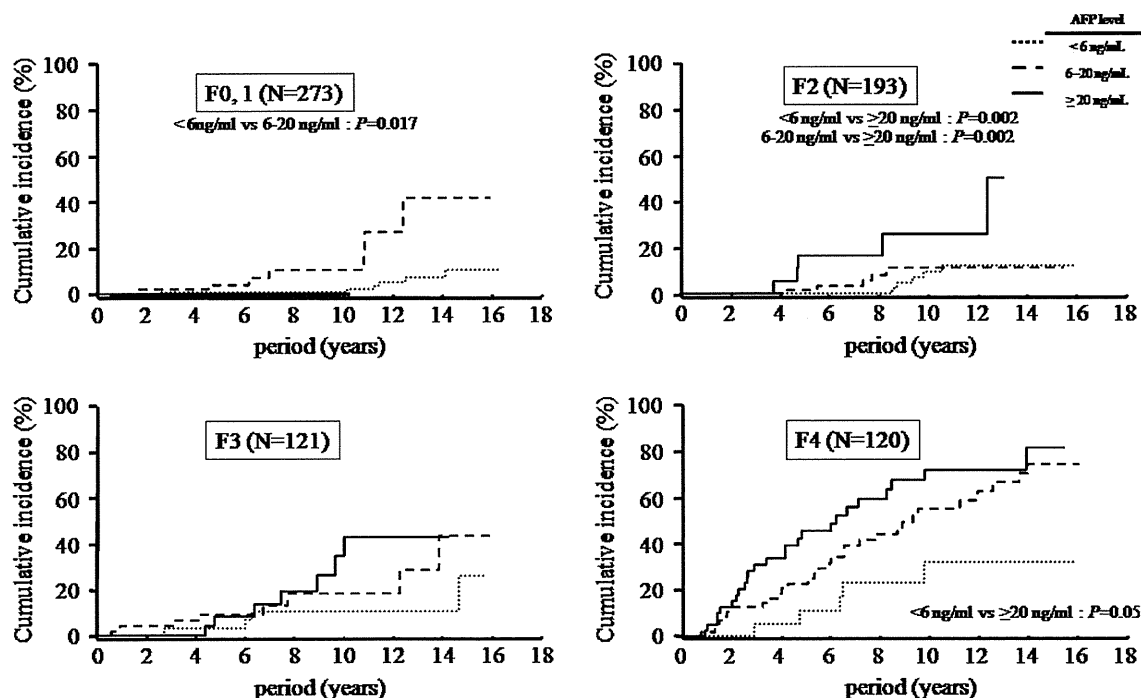 AFP level
< 6 ng/mL
6-20 ng/mL
≥ 20 ng/mL
Cumulative incidence (%)
100
80
60
40
20
0
F0, 1 (N=273)
<6ng/ml vs 6-20 ng/ml : P=0.017
0 2 4 6 8 10 12 14 16 18
period (years)
Cumulative incidence (%)
100
80
60
40
20
0
F2 (N=193)
<6 ng/ml vs ≥20 ng/ml : P=0.002
6-20 ng/ml vs ≥20 ng/ml : P=0.002
0 2 4 6 8 10 12 14 16 18
period (years)
Cumulative incidence (%)
100
80
60
40
20
0
F3 (N=121)
0 2 4 6 8 10 12 14 16 18
period (years)
Cumulative incidence (%)
100
80
60
40
20
0
F4 (N=120)
<6 ng/ml vs ≥20 ng/ml : P=0.05
0 2 4 6 8 10 12 14 16 18
period (years)